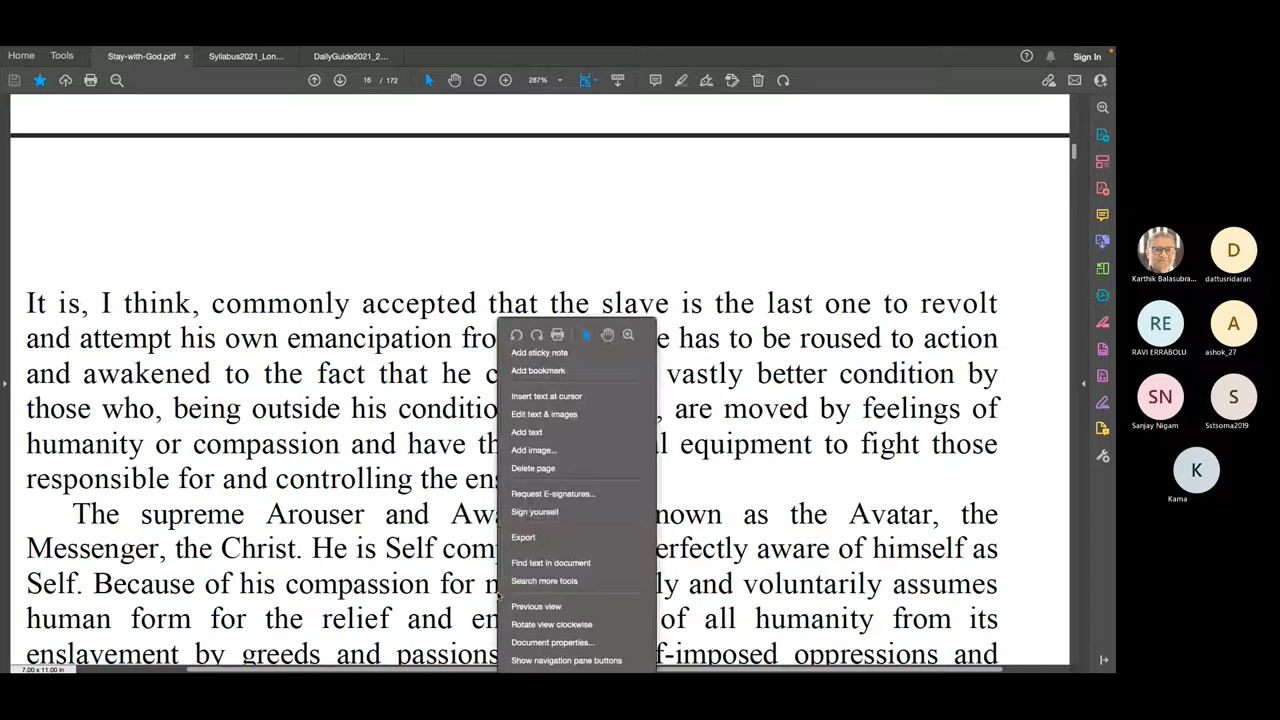 Home Tools Stay-with-God.pdf × Syllabus2021_Lon... DailyGuide2021_2... Sign In
16 / 172 287%
It is, I think, commonly accepted that the slave is the last one to revolt
and attempt his own emancipation fro e has to be roused to action
and awakened to the fact that he c vastly better condition by
those who, being outside his conditio , are moved by feelings of
humanity or compassion and have th l equipment to fight those
responsible for and controlling the ens
The supreme Arouser and Awa nown as the Avatar, the
Messenger, the Christ. He is Self com erfectly aware of himself as
Self. Because of his compassion for m ly and voluntarily assumes
human form for the relief and en of all humanity from its
enslavement by greeds and passions f-imposed oppressions and
Add sticky note
Add bookmark
Insert text at cursor
Edit text & images
Add text
Add image...
Delete page
Request E-signatures...
Sign yourself
Export
Find text in document
Search more tools
Previous view
Rotate view clockwise
Document properties...
Show navigation pane buttons
7.00 x 11.00 in
Karthik Balasubra...
D
dattusridaran
RE
RAVI ERRABOLU
A
ashok_27
SN
Sanjay Nigam
S
Sstsoma2019
K
Kama